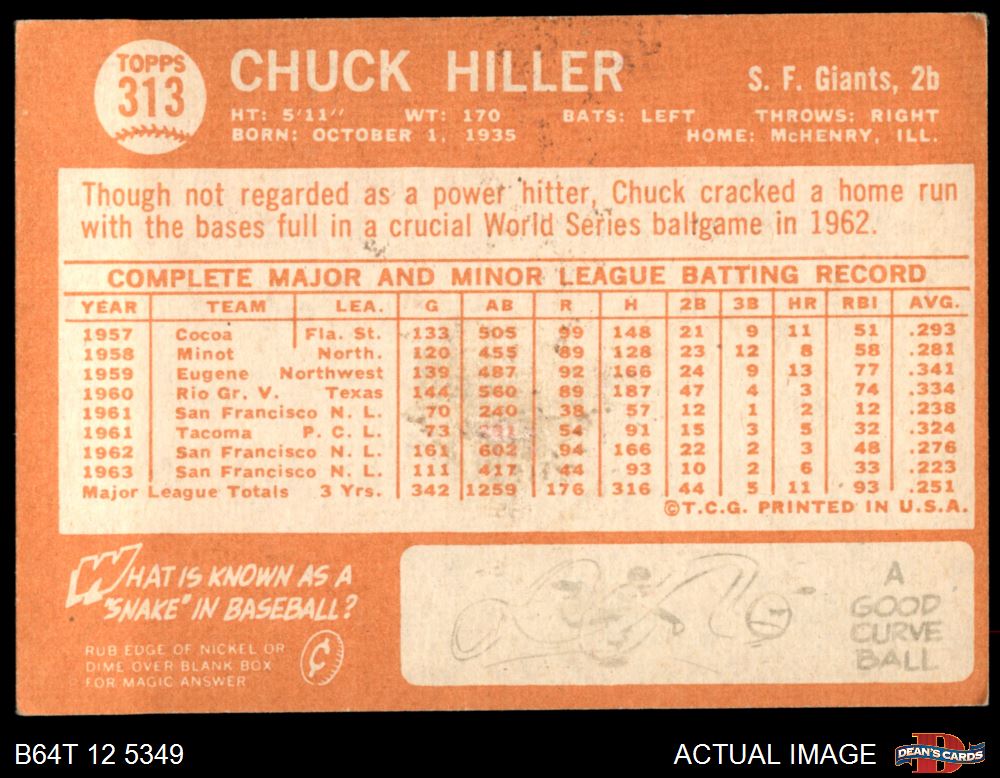 TOPPS
313
CHUCK HILLER
S. F. Giants, 2b
HT: 5'11" WT: 170 BATS: LEFT THROWS: RIGHT
BORN: OCTOBER 1, 1935 HOME: McHENRY, ILL.
Though not regarded as a power hitter, Chuck cracked a home run
with the bases full in a crucial World Series ballgame in 1962.
COMPLETE MAJOR AND MINOR LEAGUE BATTING RECORD
YEAR TEAM LEA. G AB R H 2B 3B HR RBI AVG.
1957 Cocoa Fla. St. 133 505 99 148 21 9 11 51 .293
1958 Minot North. 120 455 89 128 23 12 8 58 .281
1959 Eugene Northwest 139 487 92 166 24 9 13 77 .341
1960 Rio Gr. V. Texas 144 560 89 187 47 4 3 74 .334
1961 San Francisco N. L. 70 240 38 57 12 1 2 12 .238
1961 Tacoma P. C. L. 73 54 91 15 3 5 32 .324
1962 San Francisco N. L. 161 602 94 166 22 2 3 48 .276
1963 San Francisco N. L. 111 417 44 93 10 2 6 33 .223
Major League Totals 3 Yrs. 342 1259 176 316 44 5 11 93 .251
©T.C.G. PRINTED IN U.S.A.
WHAT IS KNOWN AS A
"SNAKE" IN BASEBALL?
RUB EDGE OF NICKEL OR
DIME OVER BLANK BOX
FOR MAGIC ANSWER
¢
A
GOOD
CURVE
BALL
B64T 12 5349
ACTUAL IMAGE
D
DEAN'S CARDS